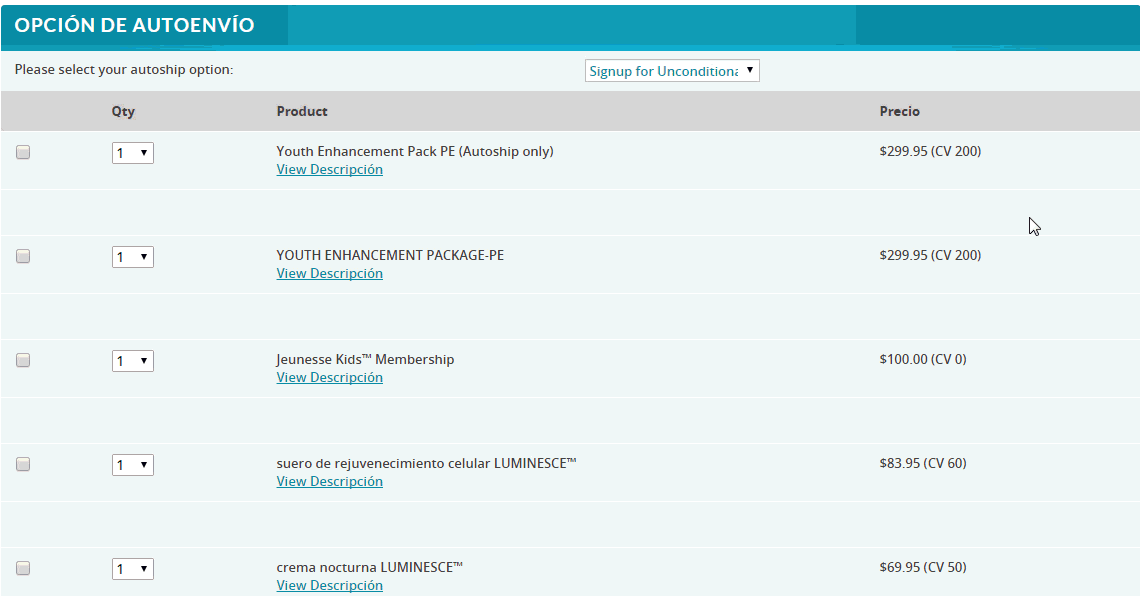 OPCIÓN DE AUTOENVÍO
Please select your autoship option: Signup for Unconditiona
Qty Product Precio
1 Youth Enhancement Pack PE (Autoship only) $299.95 (CV 200)
View Descripción
1 YOUTH ENHANCEMENT PACKAGE-PE $299.95 (CV 200)
View Descripción
1 Jeunesse Kids™ Membership $100.00 (CV 0)
View Descripción
1 suero de rejuvenecimiento celular LUMINESCE™ $83.95 (CV 60)
View Descripción
1 crema nocturna LUMINESCE™ $69.95 (CV 50)
View Descripción